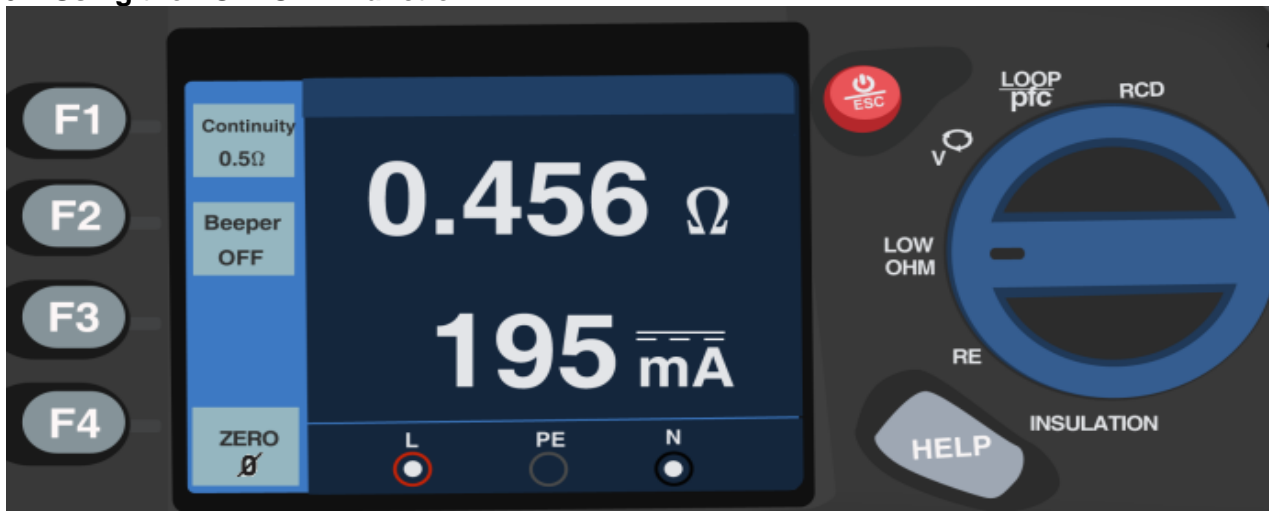 F1
F2
F3
F4
Continuity
0.5Ω
Beeper
OFF
ZERO
0
0.456 Ω
195 mA
L PE N
ESC
LOOP
pfc
RCD
V
LOW
OHM
RE
INSULATION
HELP